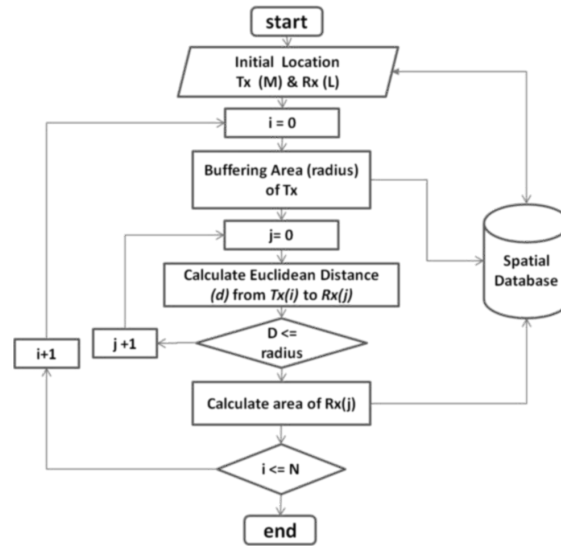 start
Initial Location
Tx (M) & Rx (L)
i = 0
Buffering Area (radius)
of Tx
j= 0
Calculate Euclidean Distance
(d) from Tx(i) to Rx(j)
D <=
radius
j +1
i+1
Calculate area of Rx(j)
i <= N
end
Spatial
Database